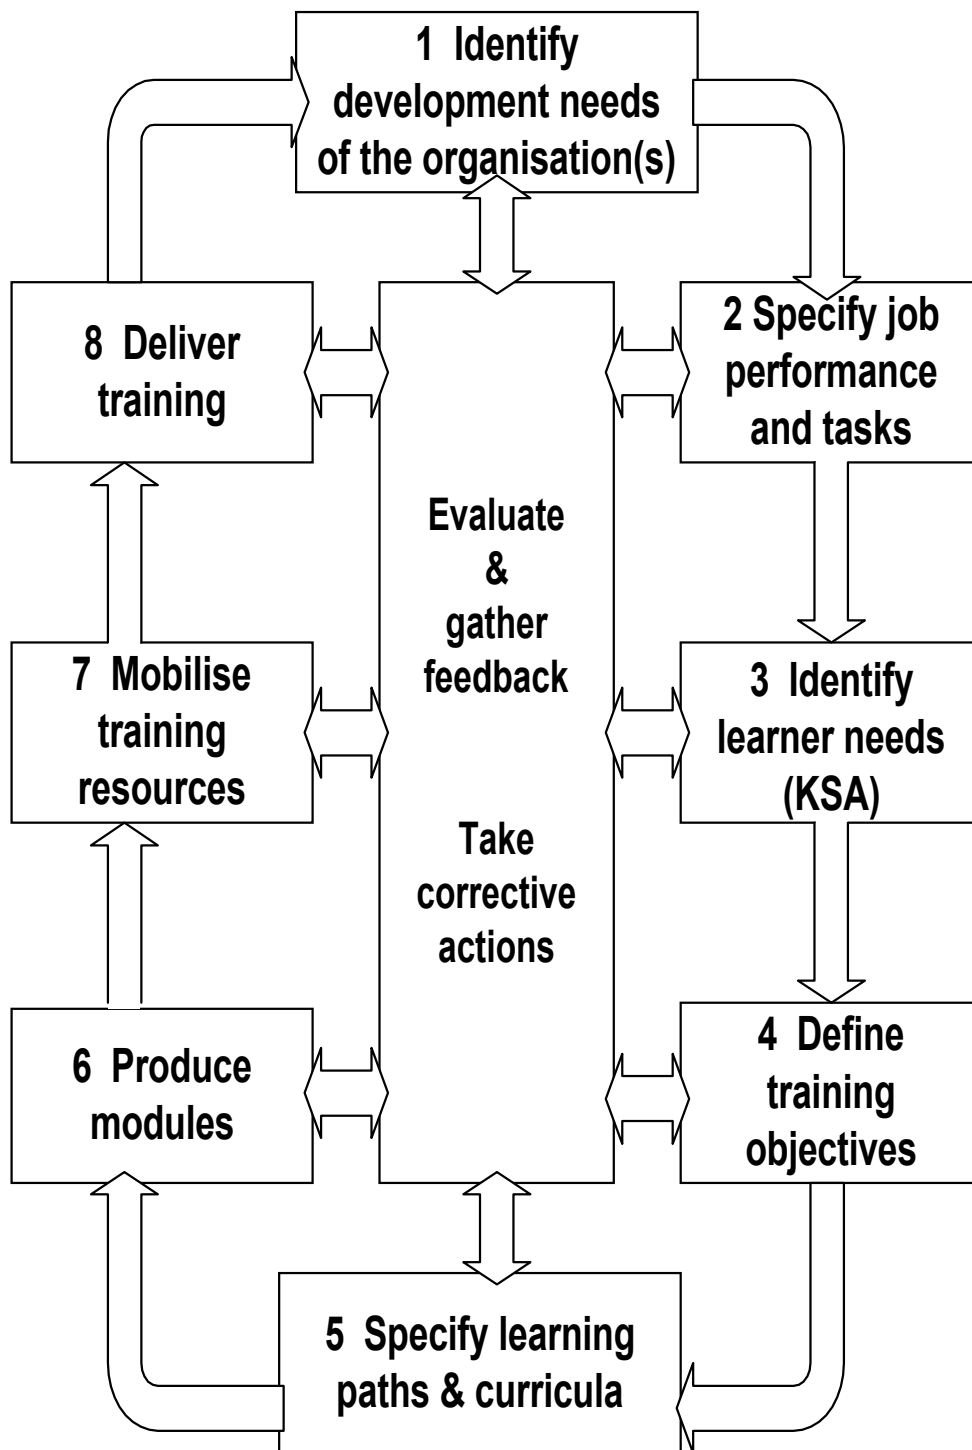 1 Identify
development needs
of the organisation(s)
2 Specify job
performance
and tasks
3 Identify
learner needs
(KSA)
4 Define
training
objectives
5 Specify learning
paths & curricula
6 Produce
modules
7 Mobilise
training
resources
8 Deliver
training
Evaluate
&
gather
feedback
Take
corrective
actions